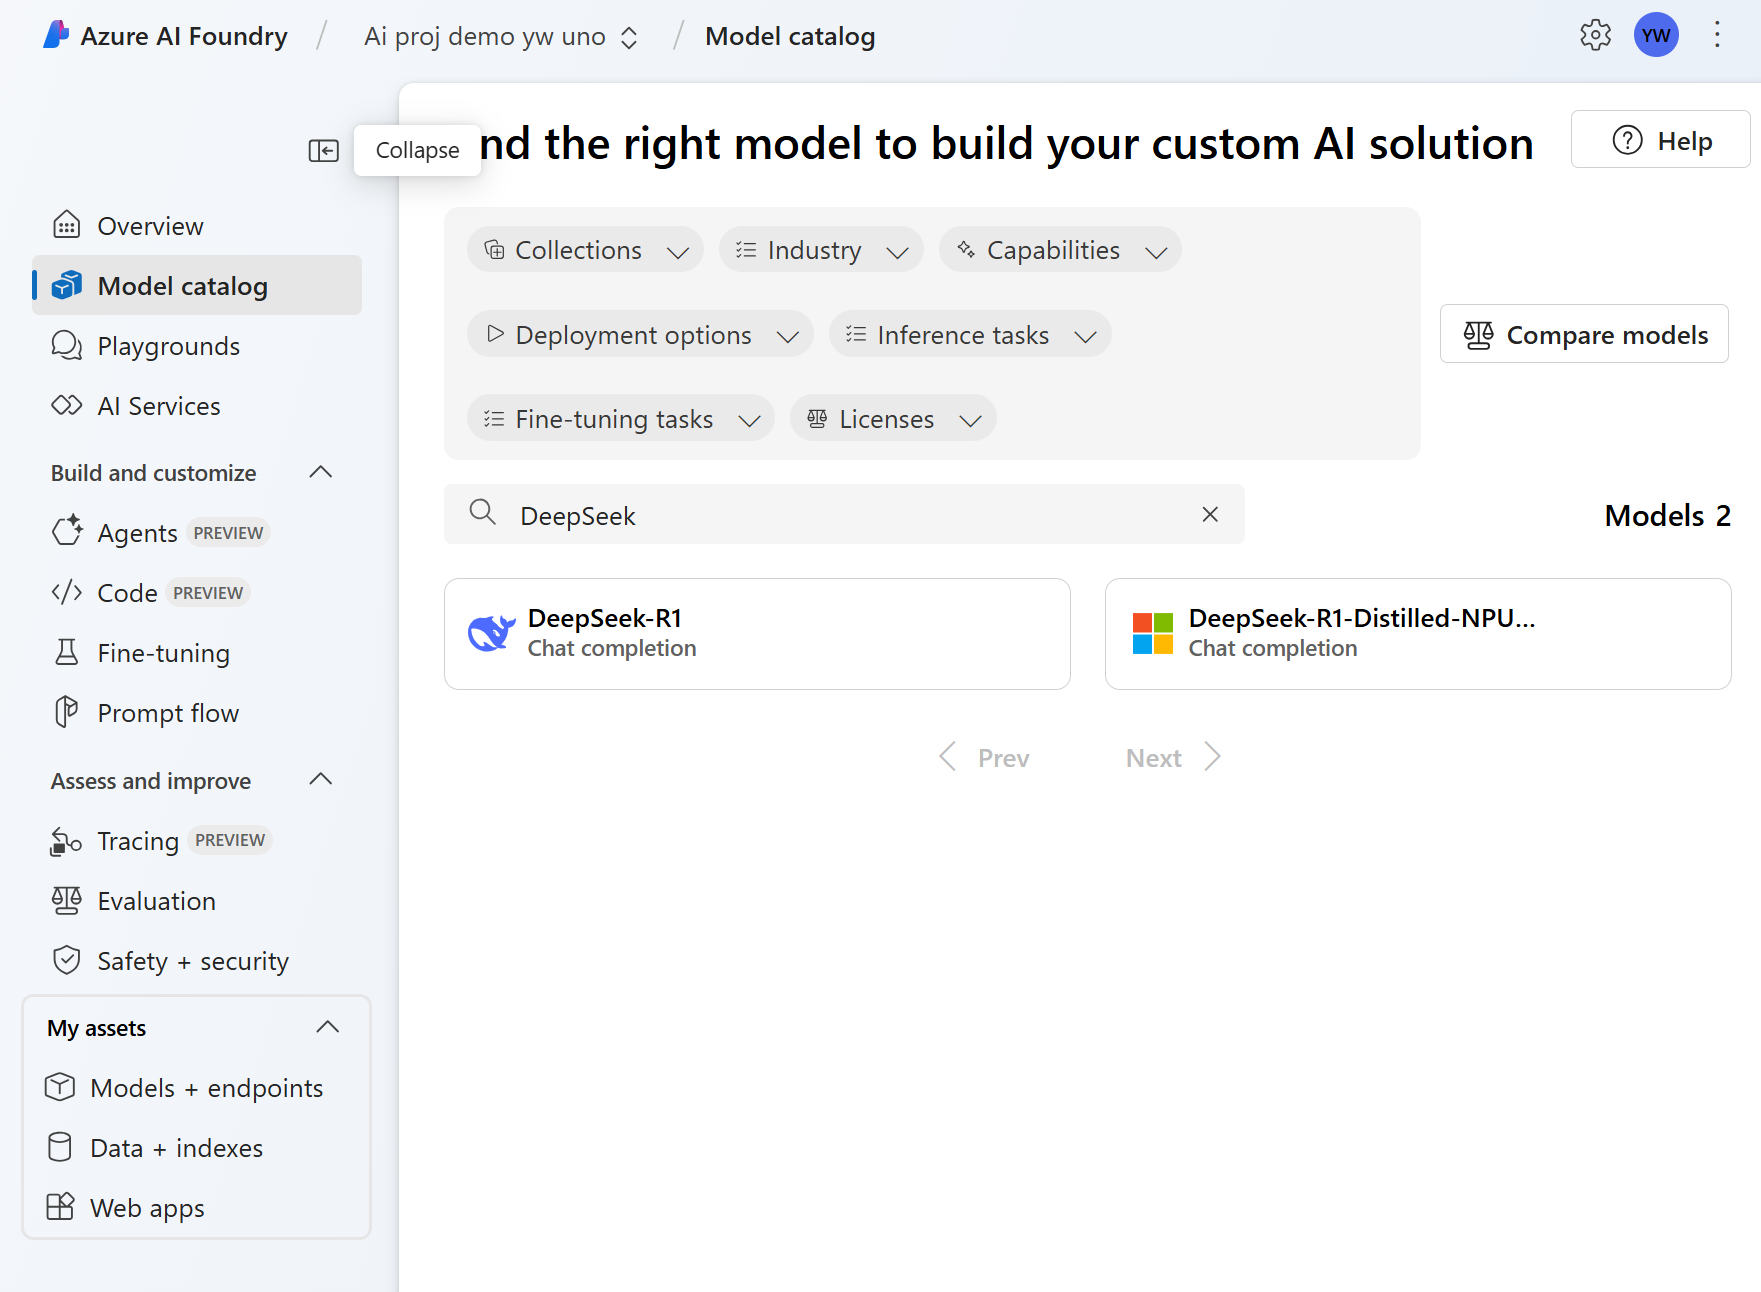 Azure AI Foundry / Ai proj demo yw uno / Model catalog
YW
Collapse
nd the right model to build your custom AI solution
Help
Overview
Model catalog
Playgrounds
AI Services
Build and customize
Agents PREVIEW
Code PREVIEW
Fine-tuning
Prompt flow
Assess and improve
Tracing PREVIEW
Evaluation
Safety + security
My assets
Models + endpoints
Data + indexes
Web apps
Collections Industry Capabilities
Deployment options Inference tasks
Fine-tuning tasks Licenses
Compare models
DeepSeek
Models 2
DeepSeek-R1
Chat completion
DeepSeek-R1-Distilled-NPU...
Chat completion
Prev Next